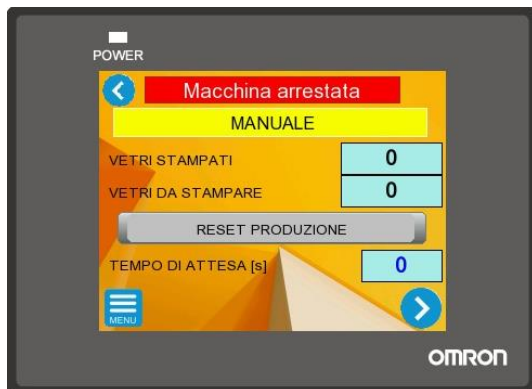 POWER
Macchina arrestata
MANUALE
VETRI STAMPATI 0
VETRI DA STAMPARE 0
RESET PRODUZIONE
TEMPO DI ATTESA [s] 0
MENU
OMRON